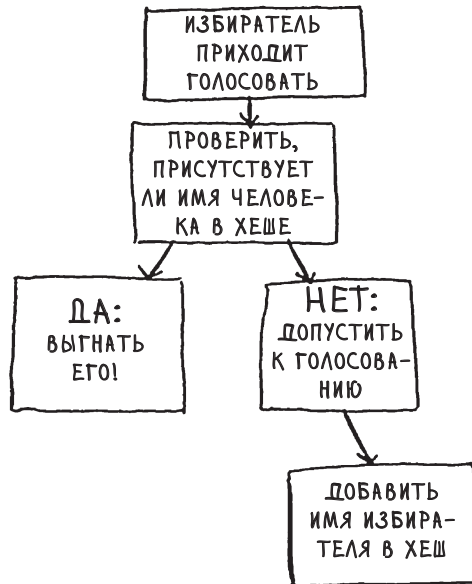 ИЗБИРАТЕЛЬ
ПРИХОДИТ
ГОЛОСОВАТЬ
ПРОВЕРИТЬ,
ПРИСУТСТВУЕТ
ЛИ ИМЯ ЧЕЛОВЕ-
КА В ХЕШЕ
ДА:
ВЫГНАТЬ
ЕГО!
НЕТ:
ДОПУСТИТЬ
К ГОЛОСОВА-
НИЮ
ДОБАВИТЬ
ИМЯ ИЗБИРА-
ТЕЛЯ В ХЕШ